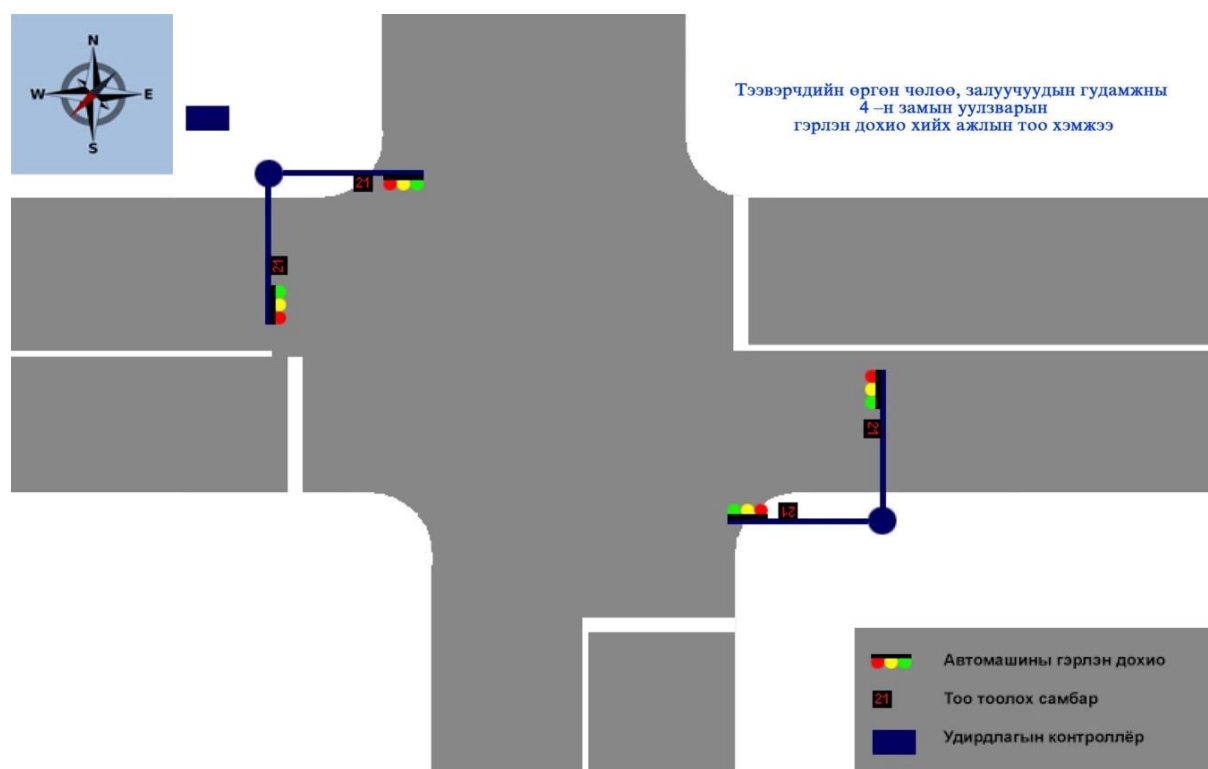 N
W E
S
Тээвэрчдийн өргөн чөлөө, залуучуудын гудамжны
4 –н замын уулзварын
гэрлэн дохио хийх ажлын тоо хэмжээ
21
21
21
21
Автомашины гэрлэн дохио
21 Тоо тоолох самбар
Удирдлагын контроллёр